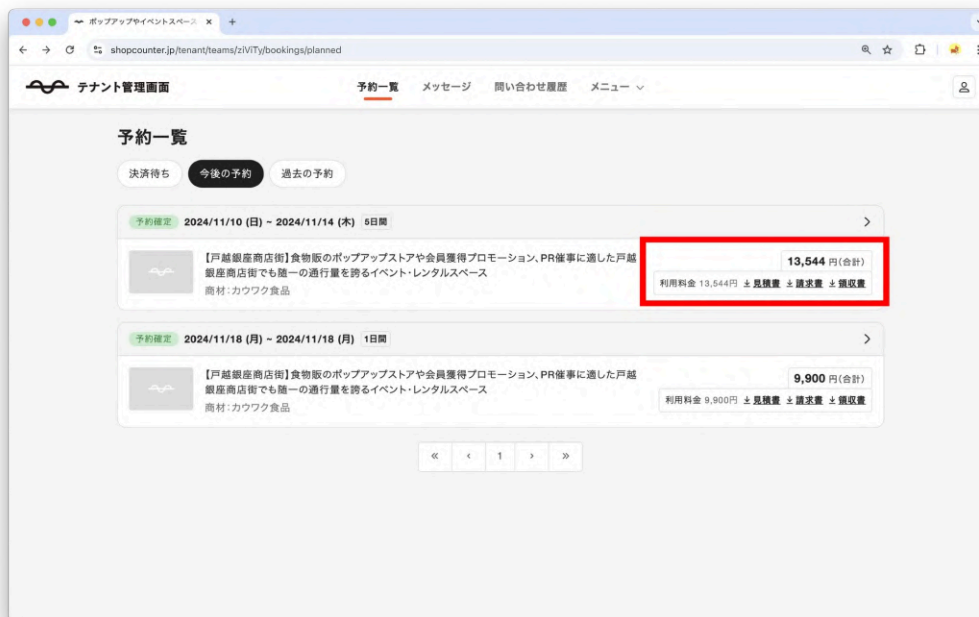 ポップアップやイベントスペース
shopcounter.jp/tenant/teams/ziViTy/bookings/planned
テナント管理画面
予約一覧 メッセージ 問い合わせ履歴 メニュー
予約一覧
決済待ち 今後の予約 過去の予約
予約確定 2024/11/10 (日) ~ 2024/11/14 (木) 5日間
【戸越銀座商店街】食物販のポップアップストアや会員獲得プロモーション、PR催事に適した戸越
銀座商店街でも随一の通行量を誇るイベント・レンタルスペース
商材：カウワク食品
13,544 円(合計)
利用料金 13,544円 見積書 請求書 領収書
予約確定 2024/11/18 (月) ~ 2024/11/18 (月) 1日間
【戸越銀座商店街】食物販のポップアップストアや会員獲得プロモーション、PR催事に適した戸越
銀座商店街でも随一の通行量を誇るイベント・レンタルスペース
商材：カウワク食品
9,900 円(合計)
利用料金 9,900円 見積書 請求書 領収書
« ‹ 1 › »